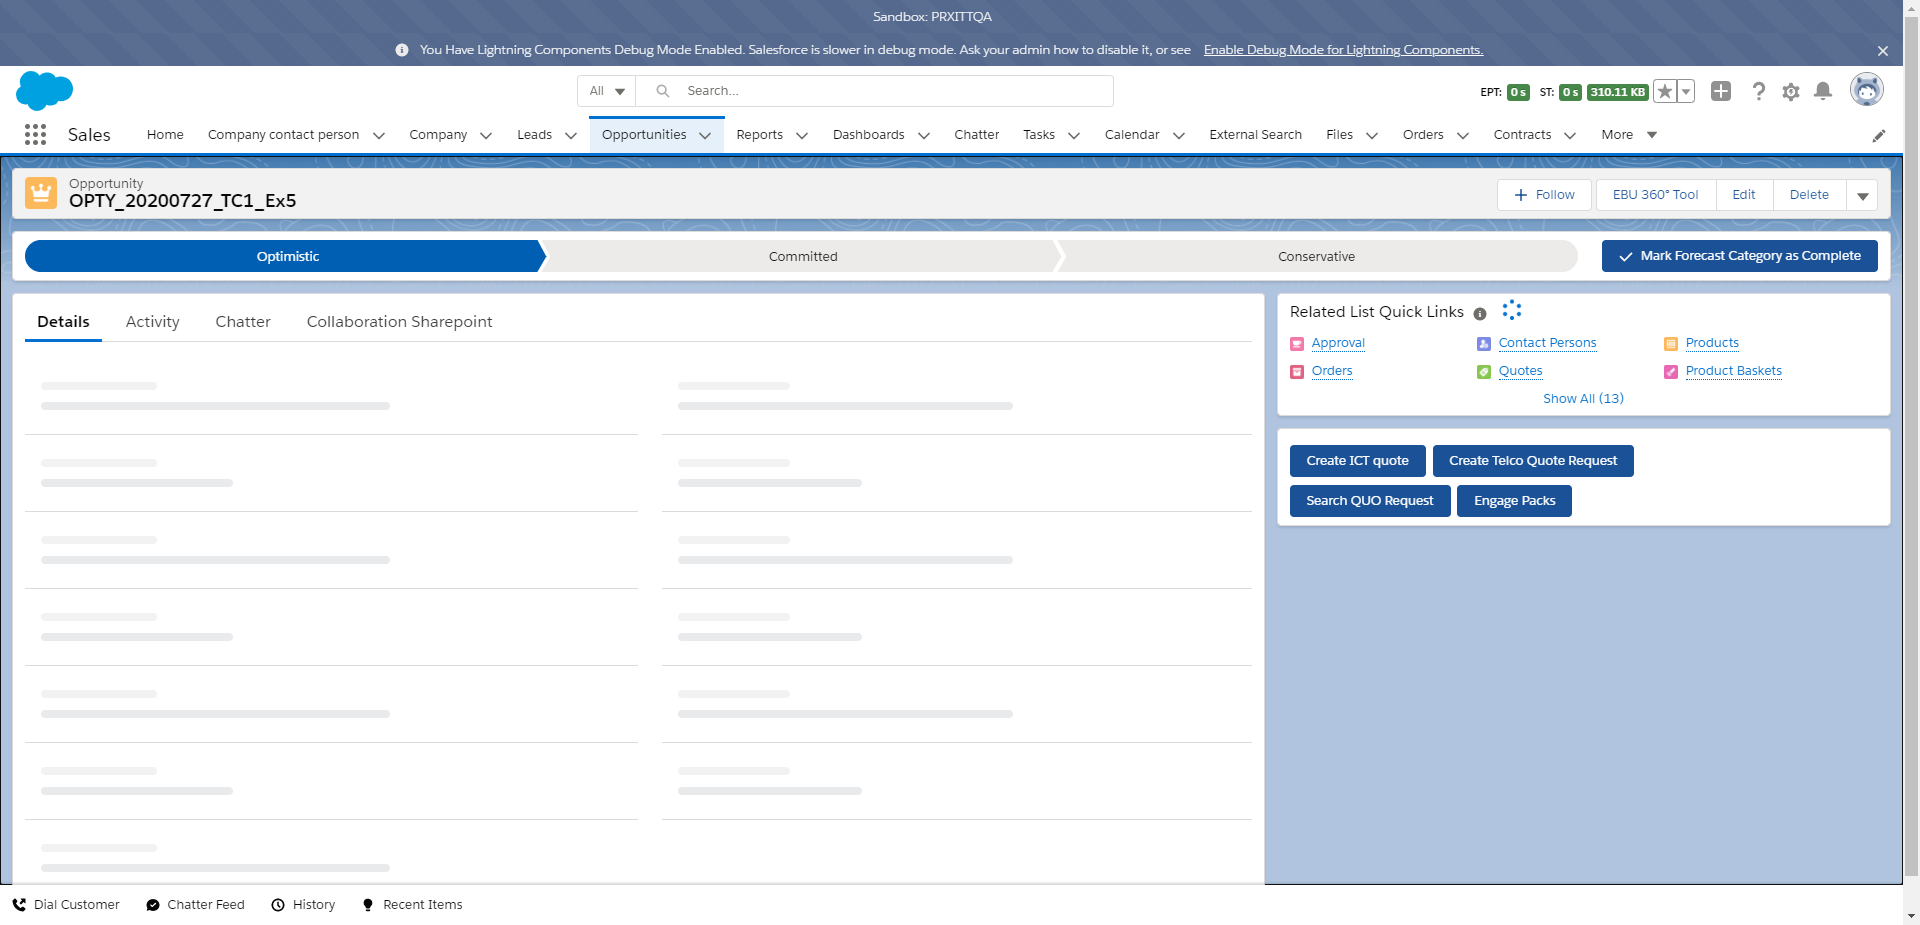 Sandbox: PRXITTQA
You Have Lightning Components Debug Mode Enabled. Salesforce is slower in debug mode. Ask your admin how to disable it, or see Enable Debug Mode for Lightning Components.
All Search... EPT: 0 s ST: 0 s 310.11 KB
Sales Home Company contact person Company Leads Opportunities Reports Dashboards Chatter Tasks Calendar External Search Files Orders Contracts More
Opportunity
OPTY_20200727_TC1_Ex5
Follow EBU 360° Tool Edit Delete
Optimistic Committed Conservative Mark Forecast Category as Complete
Details Activity Chatter Collaboration Sharepoint
Related List Quick Links
Approval Contact Persons Products
Orders Quotes Product Baskets
Show All (13)
Create ICT quote Create Telco Quote Request
Search QUO Request Engage Packs
Dial Customer Chatter Feed History Recent Items